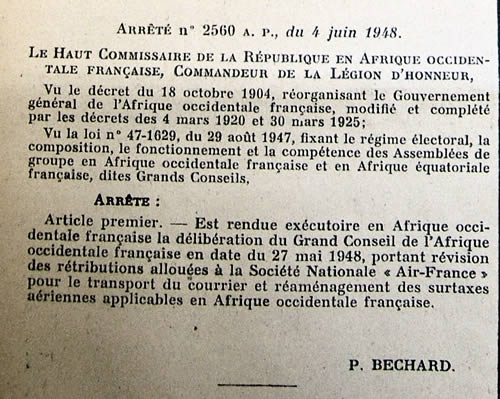 ARRÊTÉ n° 2560 A. P., du 4 juin 1948.
LE HAUT COMMISSAIRE DE LA RÉPUBLIQUE EN AFRIQUE OCCIDEN-
TALE FRANÇAISE, COMMANDEUR DE LA LÉGION D'HONNEUR,
Vu le décret du 18 octobre 1904, réorganisant le Gouvernement
général de l'Afrique occidentale française, modifié et complété
par les décrets des 4 mars 1920 et 30 mars 1925;
Vu la loi n° 47-1629, du 29 août 1947, fixant le régime électoral, la
composition, le fonctionnement et la compétence des Assemblées de
groupe en Afrique occidentale française et en Afrique équatoriale
française, dites Grands Conseils,
ARRÊTE :
Article premier. — Est rendue exécutoire en Afrique occi-
dentale française la délibération du Grand Conseil de l'Afrique
occidentale française en date du 27 mai 1948, portant révision
des rétributions allouées à la Société Nationale « Air-France »
pour le transport du courrier et réaménagement des surtaxes
aériennes applicables en Afrique occidentale française.
P. BECHARD.